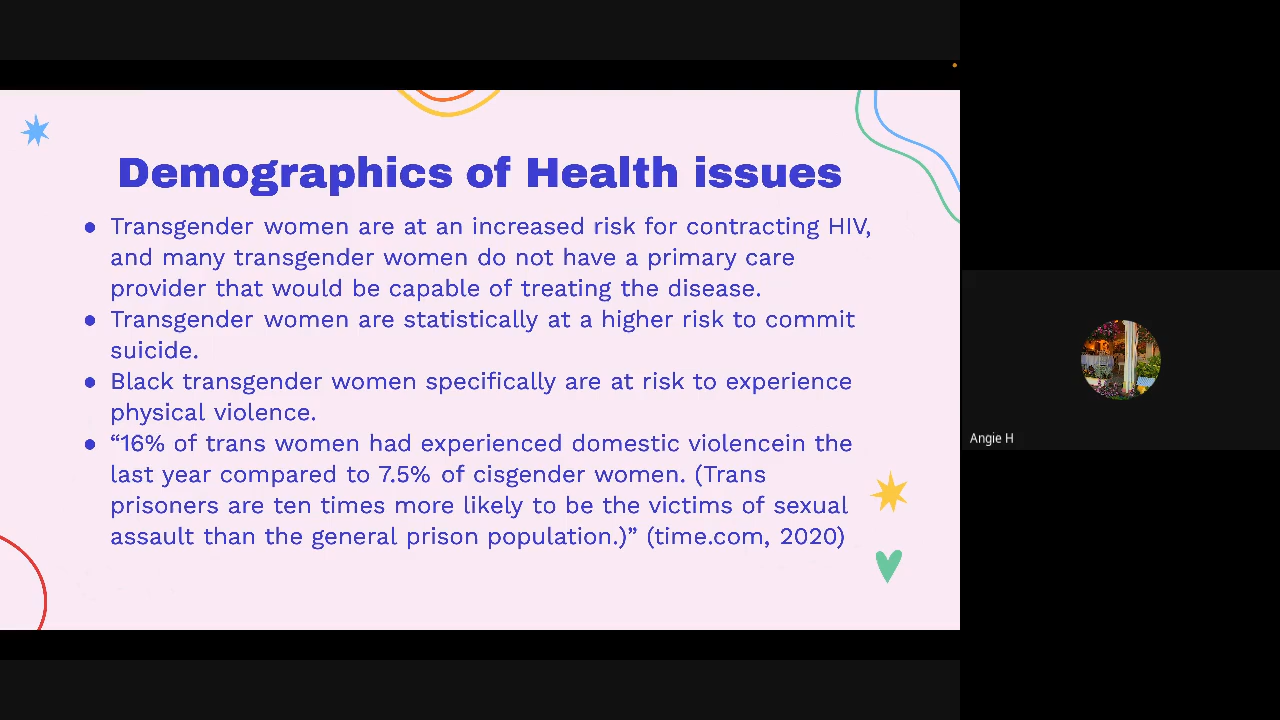 Demographics of Health issues
● Transgender women are at an increased risk for contracting HIV,
and many transgender women do not have a primary care
provider that would be capable of treating the disease.
● Transgender women are statistically at a higher risk to commit
suicide.
● Black transgender women specifically are at risk to experience
physical violence.
● “16% of trans women had experienced domestic violencein the
last year compared to 7.5% of cisgender women. (Trans
prisoners are ten times more likely to be the victims of sexual
assault than the general prison population.)” (time.com, 2020)
Angie H